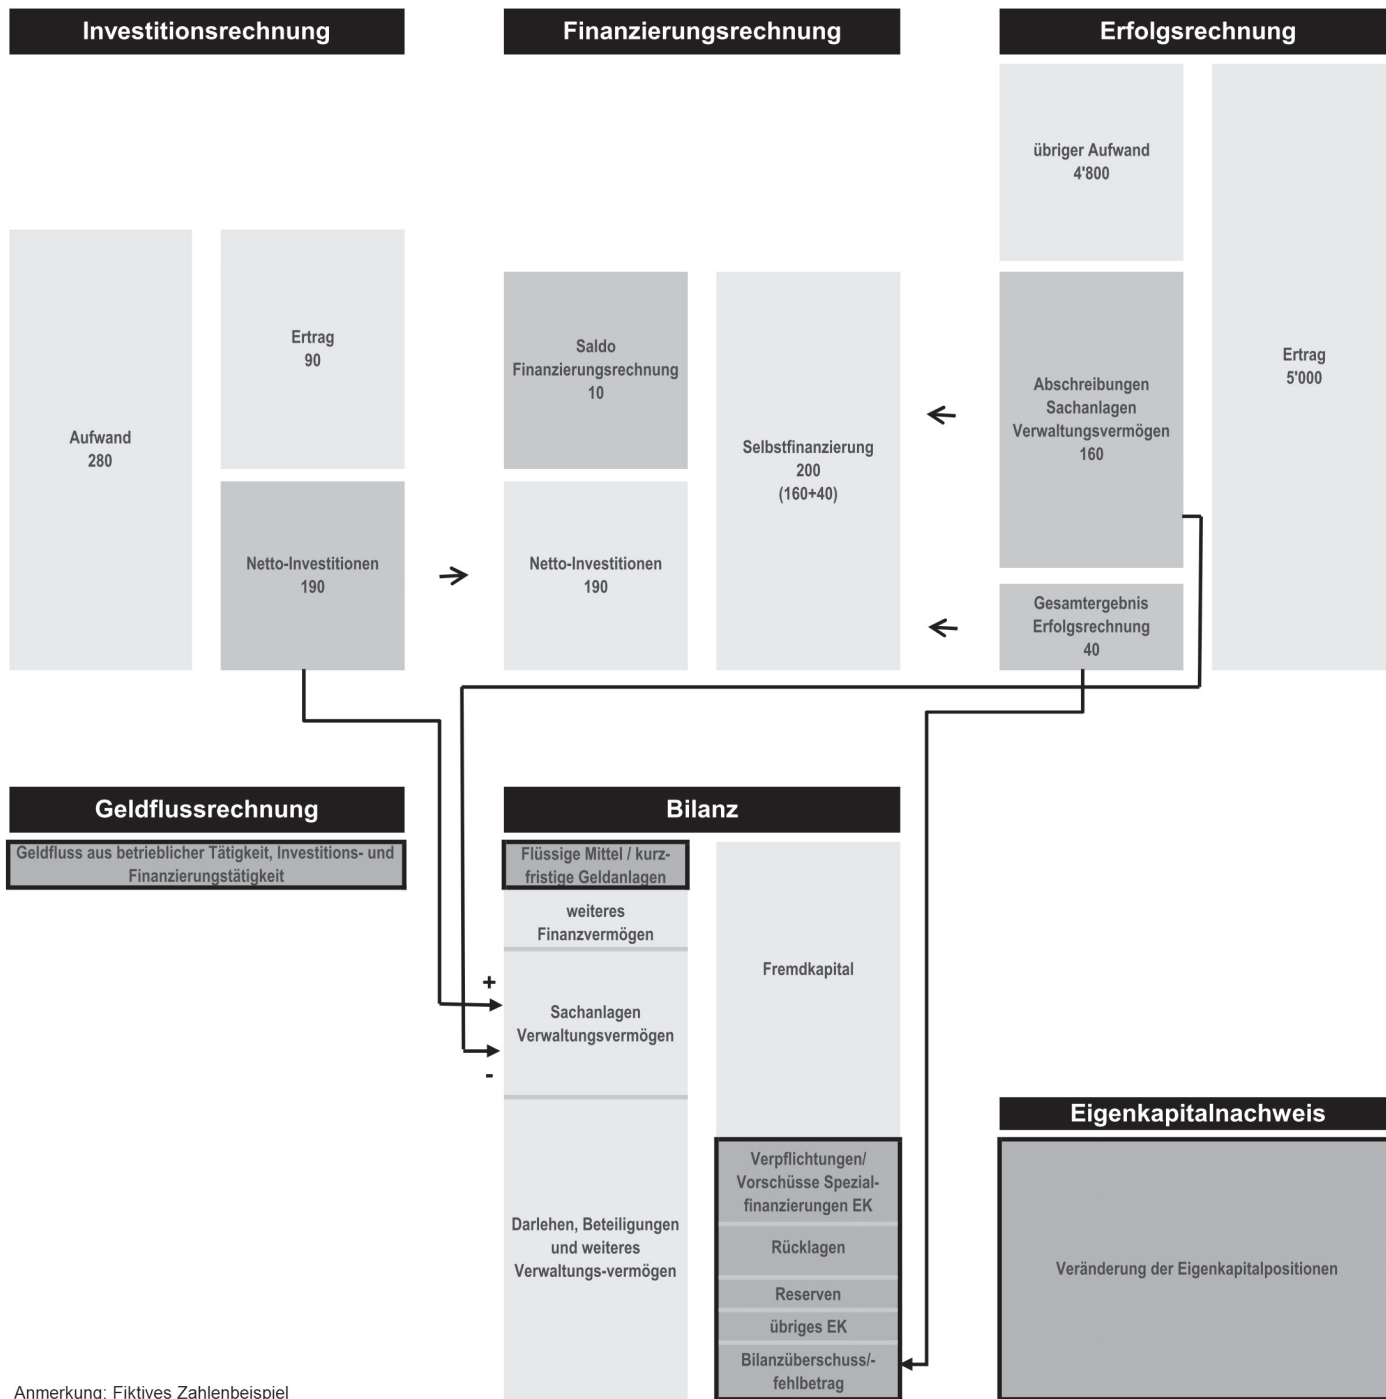 Investitionsrechnung
Finanzierungsrechnung
Erfolgsrechnung
übriger Aufwand
4'800
Ertrag
90
Saldo
Finanzierungsrechnung
10
Ertrag
5'000
Abschreibungen
Sachanlagen
Verwaltungsvermögen
160
Aufwand
280
Selbstfinanzierung
200
(160+40)
Netto-Investitionen
190
Netto-Investitionen
190
Gesamtergebnis
Erfolgsrechnung
40
Geldflussrechnung
Bilanz
Geldfluss aus betrieblicher Tätigkeit, Investitions- und
Finanzierungstätigkeit
Flüssige Mittel / kurz-
fristige Geldanlagen
weiteres
Finanzvermögen
Fremdkapital
+
Sachanlagen
Verwaltungsvermögen
-
Eigenkapitalnachweis
Verpflichtungen/
Vorschüsse Spezial-
finanzierungen EK
Darlehen, Beteiligungen
und weiteres
Verwaltungs-vermögen
Rücklagen
Veränderung der Eigenkapitalpositionen
Reserven
übriges EK
Bilanzüberschuss/-
fehlbetrag
Anmerkung: Fiktives Zahlenbeispiel